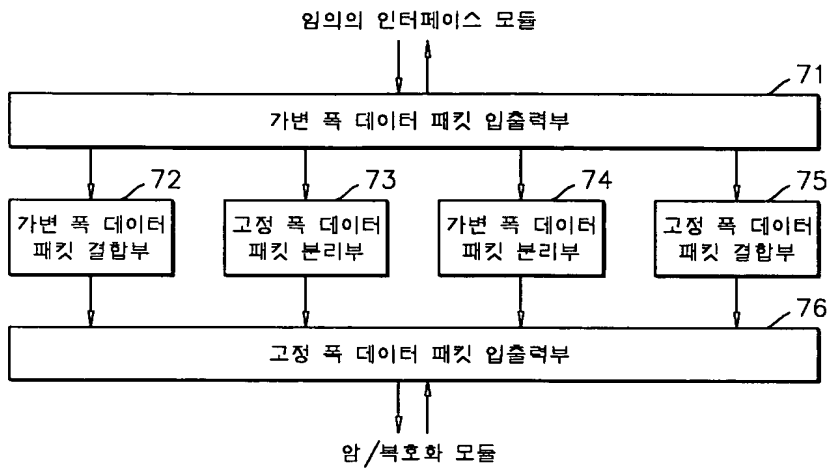 임의의 인터페이스 모듈
71
가변 폭 데이터 패킷 입출력부
72
73
74
75
가변 폭 데이터
패킷 결합부
고정 폭 데이터
패킷 분리부
가변 폭 데이터
패킷 분리부
고정 폭 데이터
패킷 결합부
76
고정 폭 데이터 패킷 입출력부
암/복호화 모듈